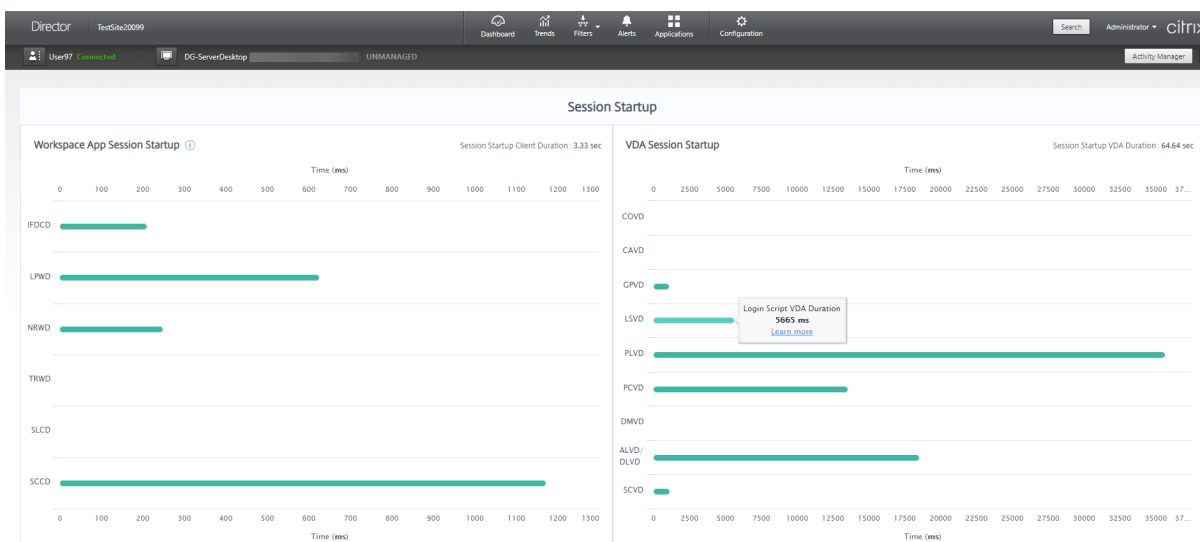 Director TestSite20099 Dashboard Trends Filters Alerts Applications Configuration Search Administrator citrix
User97 Connected DG-ServerDesktop UNMANAGED Activity Manager
Session Startup
Workspace App Session Startup Session Startup Client Duration : 3.33 sec
Time (ms)
0 100 200 300 400 500 600 700 800 900 1000 1100 1200 1300
IFDCD
LPWD
NRWD
TRWD
SLCD
SCCD
0 100 200 300 400 500 600 700 800 900 1000 1100 1200 1300
Time (ms)
VDA Session Startup Session Startup VDA Duration : 64.64 sec
Time (ms)
0 2500 5000 7500 10000 12500 15000 17500 20000 22500 25000 27500 30000 32500 35000 37...
COVD
CAVD
GPVD
LSVD
Login Script VDA Duration
5665 ms
Learn more
PLVD
PCVD
DMVD
ALVD/
DLVD
SCVD
0 2500 5000 7500 10000 12500 15000 17500 20000 22500 25000 27500 30000 32500 35000 37...
Time (ms)